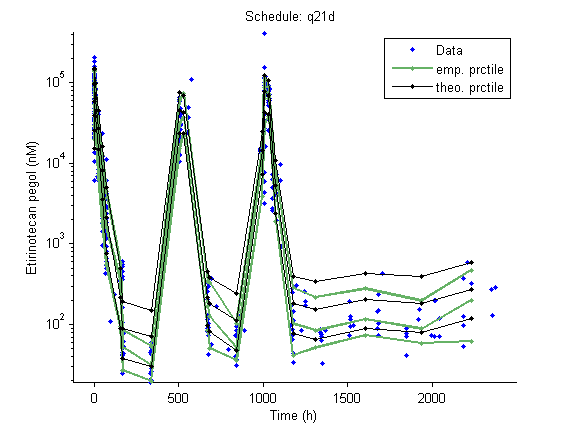 Schedule: q21d
Data
emp. prctile
theo. prctile
10^5
10^4
10^3
10^2
Etirinotecan pegol (nM)
0 500 1000 1500 2000
Time (h)